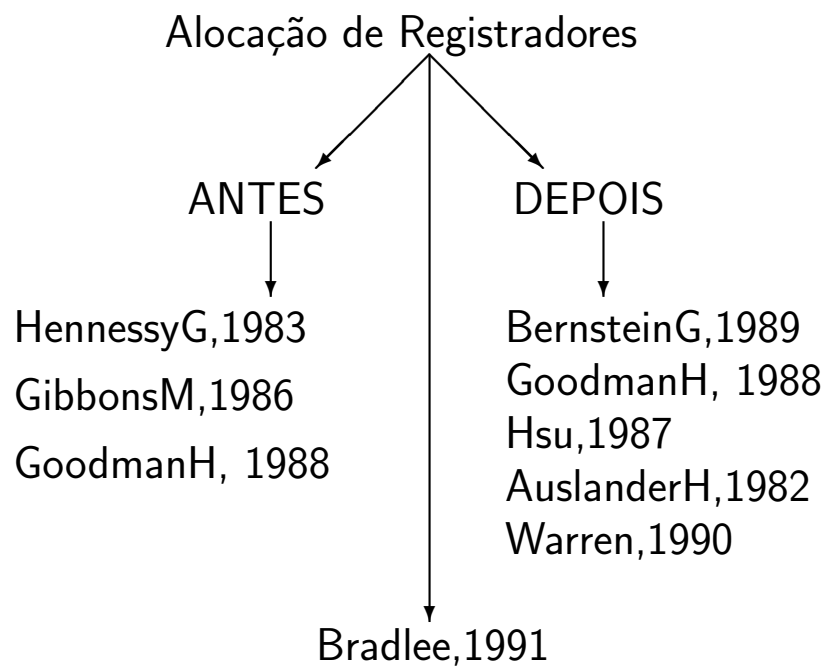 Alocação de Registradores
ANTES
DEPOIS
HennessyG,1983
GibbonsM,1986
GoodmanH, 1988
BernsteinG,1989
GoodmanH, 1988
Hsu,1987
AuslanderH,1982
Warren,1990
Bradlee,1991